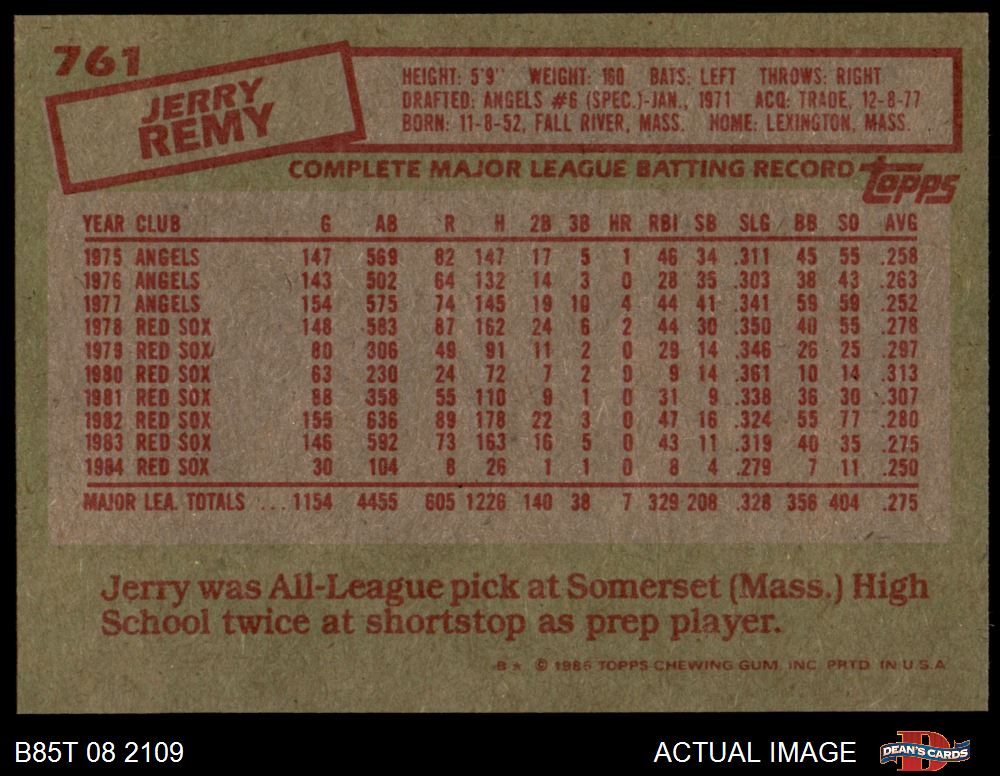 761
JERRY
REMY
HEIGHT: 5'9" WEIGHT: 160 BATS: LEFT THROWS: RIGHT
DRAFTED: ANGELS #6 (SPEC.)-JAN., 1971 ACQ: TRADE, 12-8-77
BORN: 11-8-52, FALL RIVER, MASS. HOME: LEXINGTON, MASS.
COMPLETE MAJOR LEAGUE BATTING RECORD topps
YEAR CLUB G AB R H 2B 3B HR RBI SB SLG BB SO AVG
1975 ANGELS 147 569 82 147 17 5 1 46 34 .311 45 55 .258
1976 ANGELS 143 502 64 132 14 3 0 28 35 .303 38 43 .263
1977 ANGELS 154 575 74 145 19 10 4 44 41 .341 59 59 .252
1978 RED SOX 148 583 87 162 24 6 2 44 30 .350 40 55 .278
1979 RED SOX 80 306 49 91 11 2 0 29 14 .346 26 25 .297
1980 RED SOX 63 230 24 72 7 2 0 9 14 .361 10 14 .313
1981 RED SOX 88 358 55 110 9 1 0 31 9 .338 36 30 .307
1982 RED SOX 155 636 89 178 22 3 0 47 16 .324 55 77 .280
1983 RED SOX 146 592 73 163 16 5 0 43 11 .319 40 35 .275
1984 RED SOX 30 104 8 26 1 1 0 8 4 .279 7 11 .250
MAJOR LEA. TOTALS ... 1154 4455 605 1226 140 38 7 329 208 .328 356 404 .275
Jerry was All-League pick at Somerset (Mass.) High
School twice at shortstop as prep player.
B* © 1985 TOPPS CHEWING GUM, INC. PRTD. IN U.S.A.
B85T 08 2109 ACTUAL IMAGE D DEAN'S CARDS